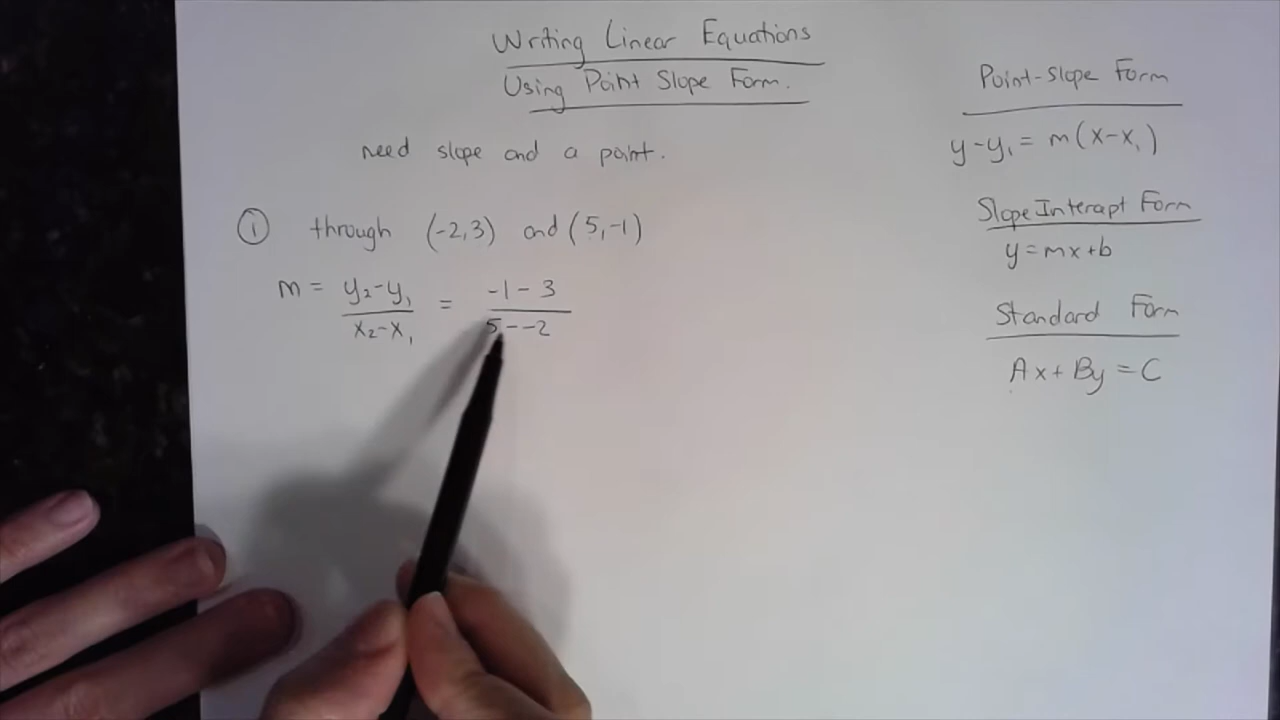 Writing Linear Equations
Using Point Slope Form.
need slope and a point.
① through (-2,3) and (5,-1)
m = y₂-y₁ / x₂-x₁ = -1-3 / 5--2
Point-Slope Form
y-y₁ = m(x-x₁)
Slope Intercept Form
y=mx+b
Standard Form
Ax+By=C